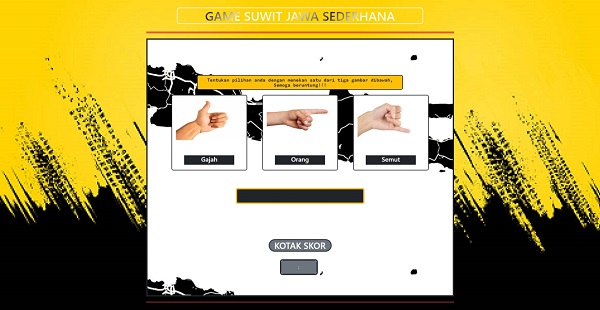 GAME SUWIT JAWA SEDERHANA
Tentukan pilihan anda dengan menekan satu dari tiga gambar dibawah,
Semoga beruntung!!!
Gajah
Orang
Semut
KOTAK SKOR